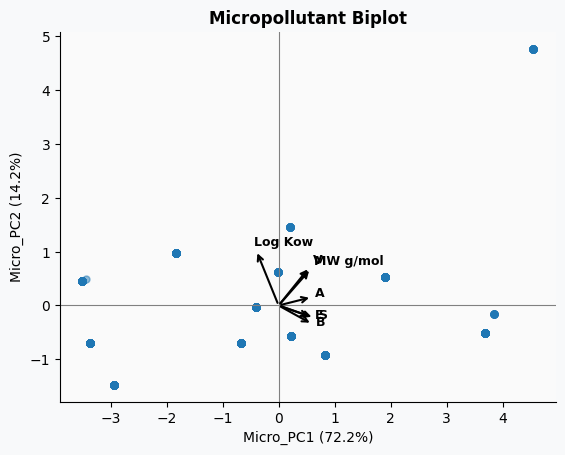 Micropollutant Biplot
Micro_PC2 (14.2%)
5
4
3
2
1
0
−1
Log Kow
MW g/mol
A
S
B
−3
−2
−1
0
1
2
3
4
Micro_PC1 (72.2%)